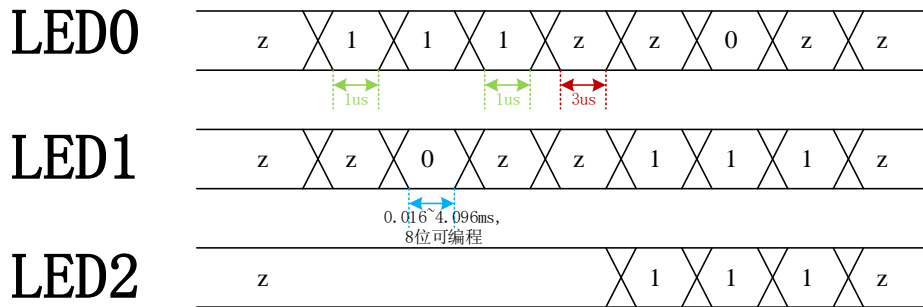 LED0 z 1 1 1 z z 0 z z
1us 1us 3us
LED1 z z 0 z z 1 1 1 z
0.016~4.096ms,
8位可编程
LED2 z 1 1 1 z